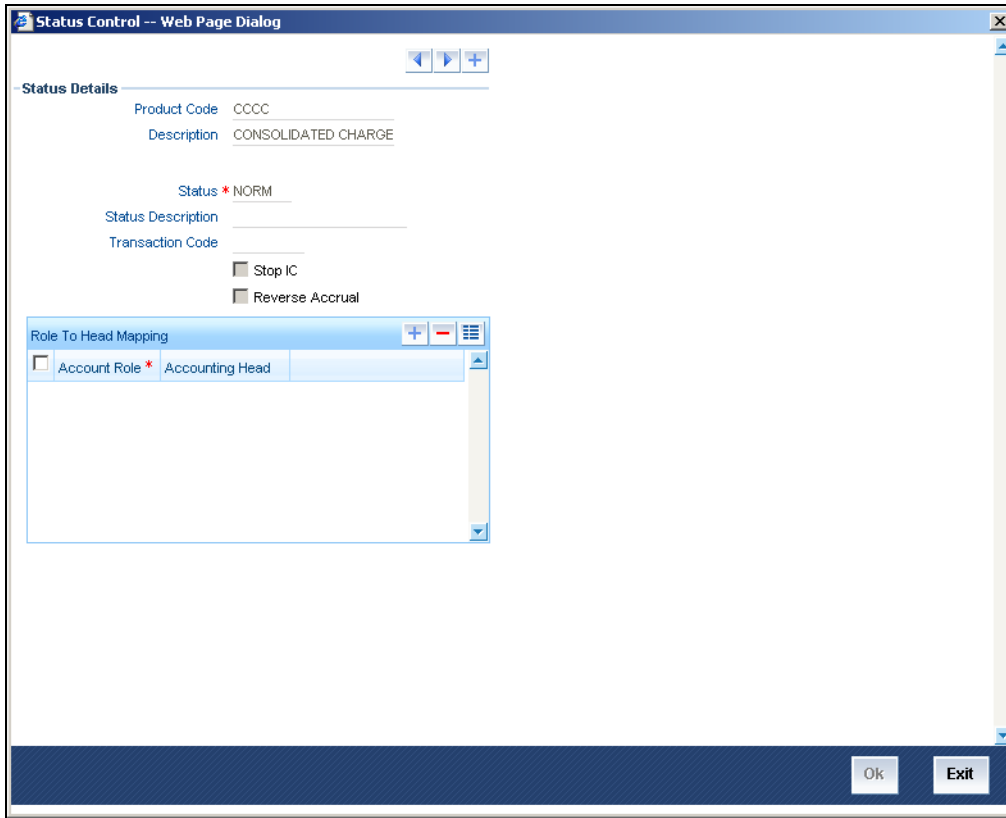 Status Control -- Web Page Dialog
Status Details
Product Code CCCC
Description CONSOLIDATED CHARGE
Status * NORM
Status Description
Transaction Code
Stop IC
Reverse Accrual
Role To Head Mapping
Account Role * Accounting Head
Ok Exit